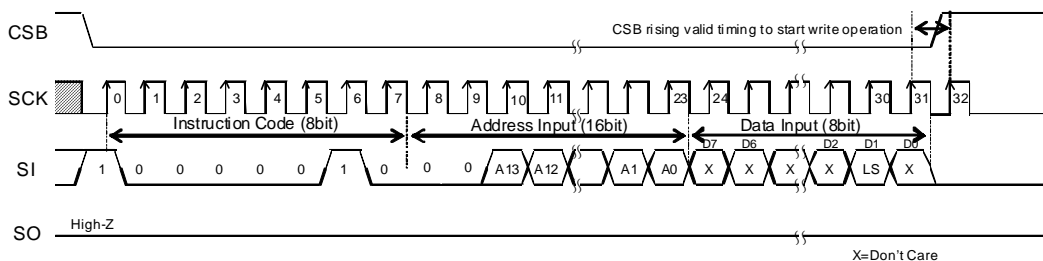 CSB
CSB rising valid timing to start write operation
SCK
0 1 2 3 4 5 6 7 8 9 10 11 23 24 30 31 32
Instruction Code (8bit) Address Input (16bit) Data Input (8bit)
D7 D6 D2 D1 D0
SI
1 0 0 0 0 0 1 0 0 0 A13 A12 A1 A0 X X X X LS X
High-Z
SO
X=Don't Care